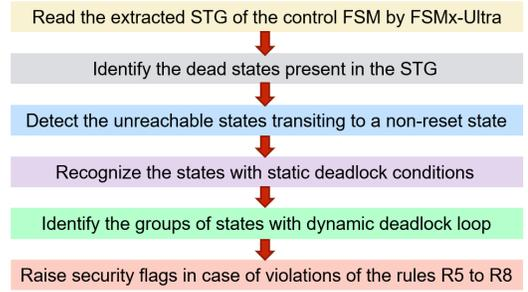 Read the extracted STG of the control FSM by FSMx-Ultra
Identify the dead states present in the STG
Detect the unreachable states transiting to a non-reset state
Recognize the states with static deadlock conditions
Identify the groups of states with dynamic deadlock loop
Raise security flags in case of violations of the rules R5 to R8